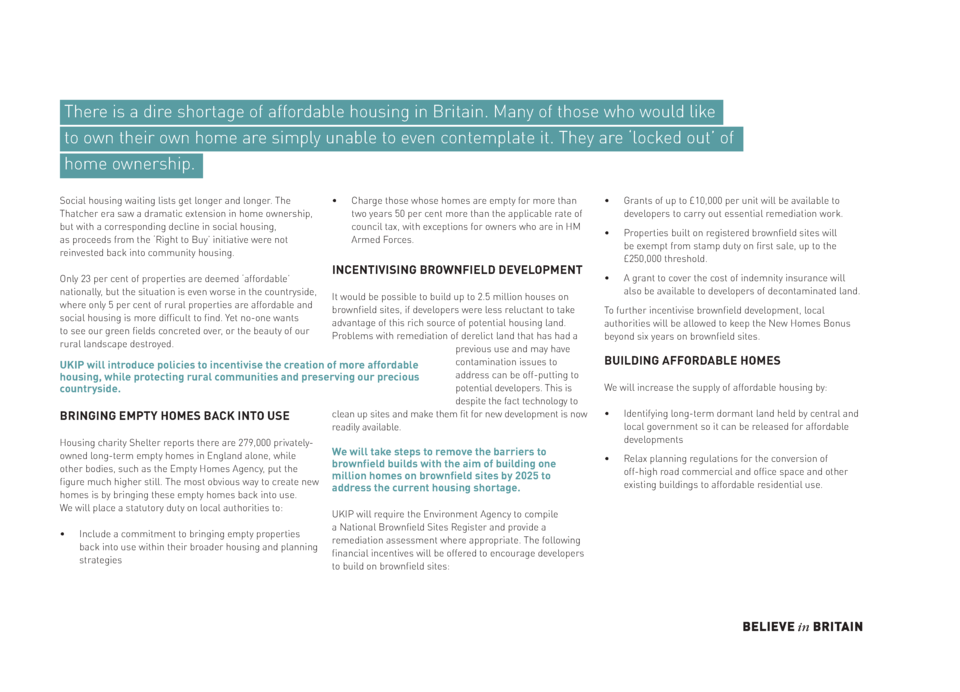 There is a dire shortage of affordable housing in Britain. Many of those who would like
to own their own home are simply unable to even contemplate it. They are 'locked out' of
home ownership.
Social housing waiting lists get longer and longer. The
Thatcher era saw a dramatic extension in home ownership,
but with a corresponding decline in social housing,
as proceeds from the 'Right to Buy' initiative were not
reinvested back into community housing.
Only 23 per cent of properties are deemed 'affordable'
nationally, but the situation is even worse in the countryside,
where only 5 per cent of rural properties are affordable and
social housing is more difficult to find. Yet no-one wants
to see our green fields concreted over, or the beauty of our
rural landscape destroyed.
UKIP will introduce policies to incentivise the creation of more affordable
housing, while protecting rural communities and preserving our precious
countryside.
BRINGING EMPTY HOMES BACK INTO USE
Housing charity Shelter reports there are 279,000 privately-
owned long-term empty homes in England alone, while
other bodies, such as the Empty Homes Agency, put the
figure much higher still. The most obvious way to create new
homes is by bringing these empty homes back into use.
We will place a statutory duty on local authorities to:
• Include a commitment to bringing empty properties
back into use within their broader housing and planning
strategies
• Charge those whose homes are empty for more than
two years 50 per cent more than the applicable rate of
council tax, with exceptions for owners who are in HM
Armed Forces.
INCENTIVISING BROWNFIELD DEVELOPMENT
It would be possible to build up to 2.5 million houses on
brownfield sites, if developers were less reluctant to take
advantage of this rich source of potential housing land.
Problems with remediation of derelict land that has had a
previous use and may have
contamination issues to
address can be off-putting to
potential developers. This is
despite the fact technology to
clean up sites and make them fit for new development is now
readily available.
We will take steps to remove the barriers to
brownfield builds with the aim of building one
million homes on brownfield sites by 2025 to
address the current housing shortage.
UKIP will require the Environment Agency to compile
a National Brownfield Sites Register and provide a
remediation assessment where appropriate. The following
financial incentives will be offered to encourage developers
to build on brownfield sites:
• Grants of up to £10,000 per unit will be available to
developers to carry out essential remediation work.
• Properties built on registered brownfield sites will
be exempt from stamp duty on first sale, up to the
£250,000 threshold.
• A grant to cover the cost of indemnity insurance will
also be available to developers of decontaminated land.
To further incentivise brownfield development, local
authorities will be allowed to keep the New Homes Bonus
beyond six years on brownfield sites.
BUILDING AFFORDABLE HOMES
We will increase the supply of affordable housing by:
• Identifying long-term dormant land held by central and
local government so it can be released for affordable
developments
• Relax planning regulations for the conversion of
off-high road commercial and office space and other
existing buildings to affordable residential use.
BELIEVE in BRITAIN